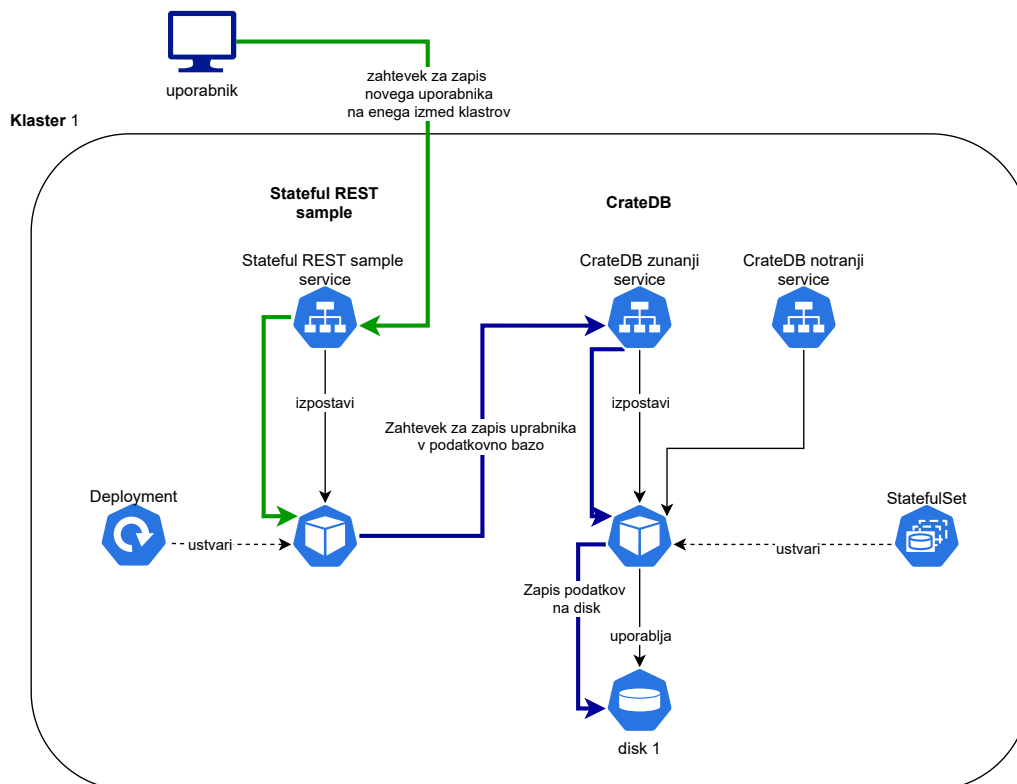 uporabnik
zahtevek za zapis
novega uporabnika
na enega izmed klastrov
Klaster 1
Stateful REST
sample
CrateDB
Stateful REST sample
service
CrateDB zunanji
service
CrateDB notranji
service
izpostavi
izpostavi
Zahtevek za zapis uprabnika
v podatkovno bazo
Deployment
StatefulSet
ustvari
ustvari
Zapis podatkov
na disk
uporablja
disk 1